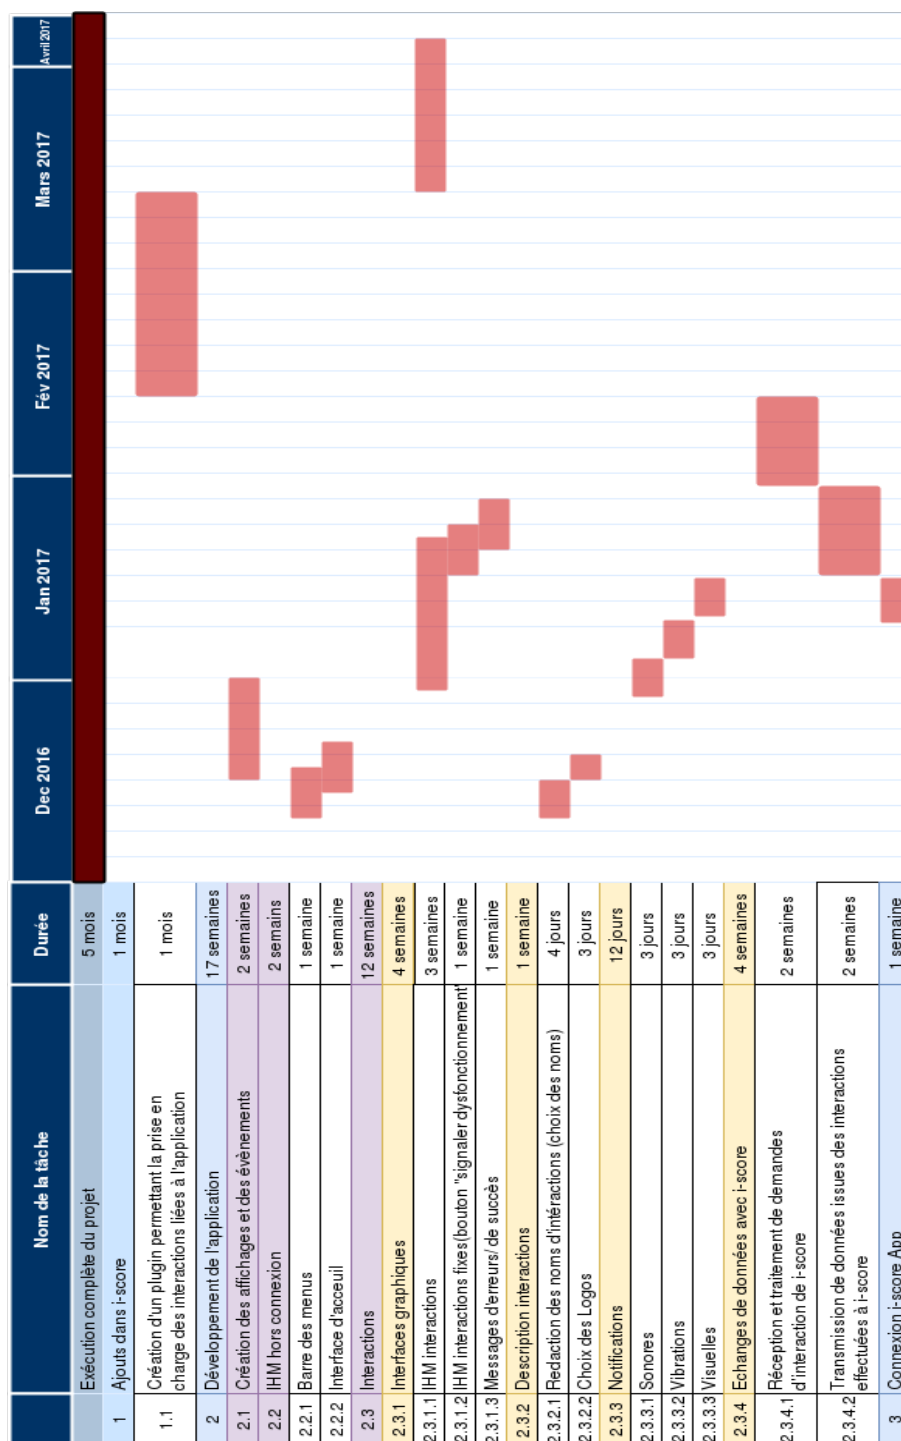 Nom de la tâche
Durée
Dec 2016
Jan 2017
Fév 2017
Mars 2017
Avril 2017
Exécution complète du projet
5 mois
1
Ajouts dans i-score
1 mois
1.1
Création d'un plugin permettant la prise en
charge des interactions liées à l'application
1 mois
2
Développement de l'application
17 semaines
2.1
Création des affichages et des évènements
2 semaines
2.2
IHM hors connexion
2 semains
2.2.1
Barre des menus
1 semaine
2.2.2
Interface d'acceuil
1 semaine
2.3
Interactions
12 semaines
2.3.1
Interfaces graphiques
4 semaines
2.3.1.1
IHM interactions
3 semaines
2.3.1.2
IHM interactions fixes(bouton "signaler dysfonctionnement"
1 semaine
2.3.1.3
Messages d'erreurs/ de succès
1 semaine
2.3.2
Description interactions
1 semaine
2.3.2.1
Redaction des noms d'intéractions (choix des noms)
4 jours
2.3.2.2
Choix des Logos
3 jours
2.3.3
Notifications
12 jours
2.3.3.1
Sonores
3 jours
2.3.3.2
Vibrations
3 jours
2.3.3.3
Visuelles
3 jours
2.3.4
Echanges de données avec i-score
4 semaines
2.3.4.1
Réception et traitement de demandes
d'interaction de i-score
2 semaines
2.3.4.2
Transmission de données issues des interactions
effectuées à i-score
2 semaines
3
Connexion i-score App
1 semaine